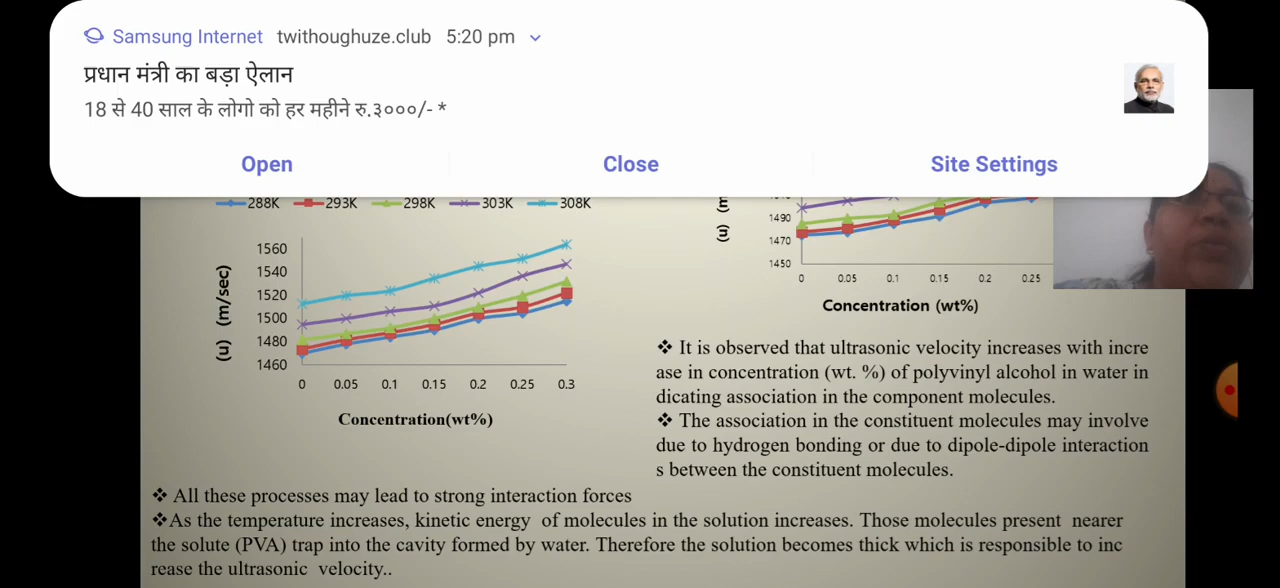 Samsung Internet twithoughuze.club 5:20 pm
प्रधान मंत्री का बड़ा ऐलान
18 से 40 साल के लोगो को हर महीने रु.३०००/- *
Open Close Site Settings
288K 293K 298K 303K 308K
(u) (m/sec)
1560
1540
1520
1500
1480
1460
0 0.05 0.1 0.15 0.2 0.25 0.3
Concentration(wt%)
(u) (m
1490
1470
1450
0 0.05 0.1 0.15 0.2 0.25
Concentration (wt%)
❖ It is observed that ultrasonic velocity increases with incre
ase in concentration (wt. %) of polyvinyl alcohol in water in
dicating association in the component molecules.
❖ The association in the constituent molecules may involve
due to hydrogen bonding or due to dipole-dipole interaction
s between the constituent molecules.
❖ All these processes may lead to strong interaction forces
❖As the temperature increases, kinetic energy of molecules in the solution increases. Those molecules present nearer
the solute (PVA) trap into the cavity formed by water. Therefore the solution becomes thick which is responsible to inc
rease the ultrasonic velocity..